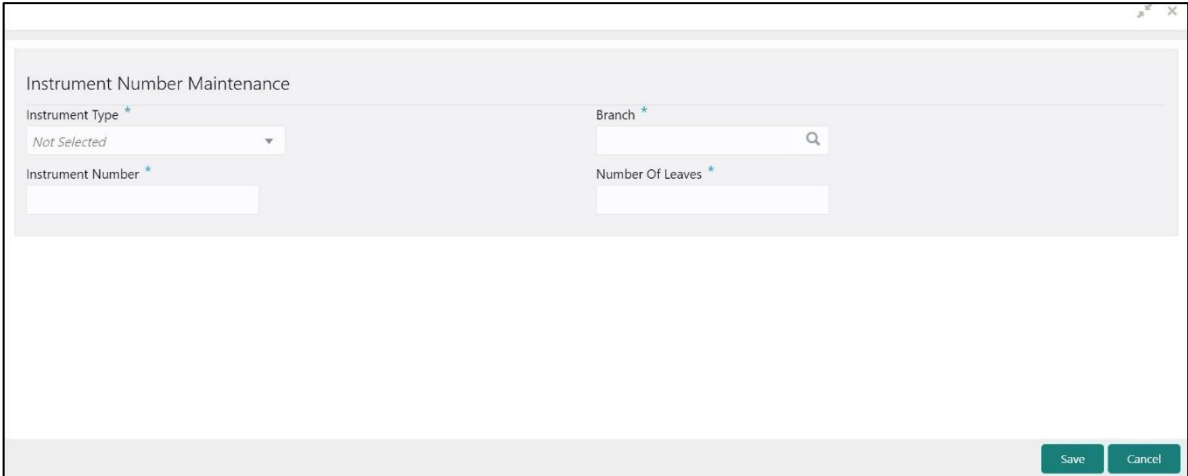 Instrument Number Maintenance
Instrument Type *
Branch *
Not Selected
Instrument Number *
Number Of Leaves *
Save
Cancel